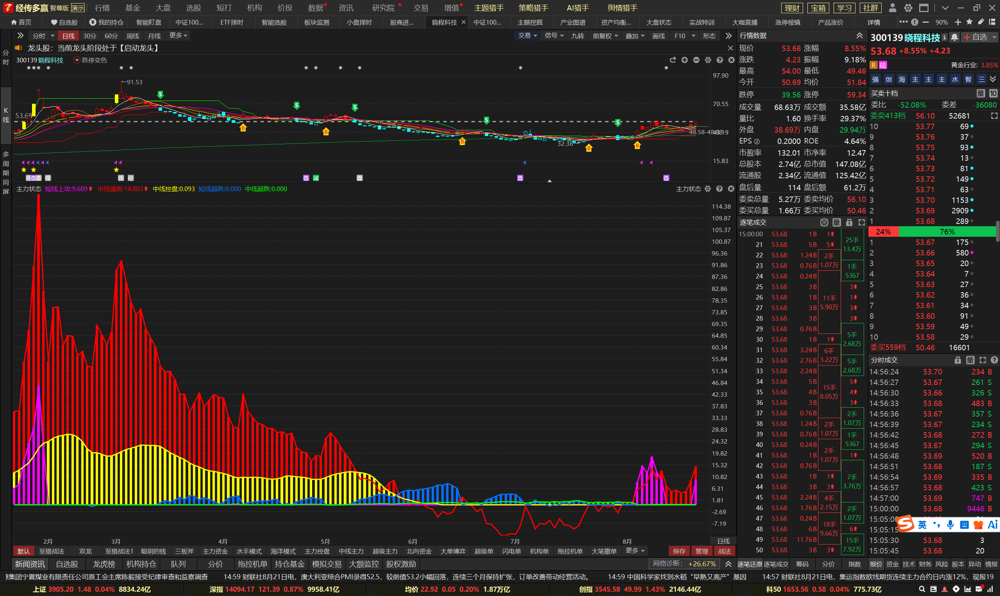 经传多赢 智尊版 演示 行情 基金 大盘 选股 短打 机构 价投 数据 资讯 研究院 交易 增值 主题猎手 策略猎手 AI猎手 舆情猎手 理财 宝箱 学习 社群
首页 自选股 我的持仓 智能盯盘 中证100... ETF择时 智能选股 板块监测 小盘择时 股商进... 晓程科技 中证100... 主题挖掘 产业图谱 资产均衡... 大盘状态 实战特训 大咖直播 涨停棱镜 产品涨价 详情 90%
分时 日线 30分 60分 周线 月线 更多 交易 信号 九转 前复权 叠加 画线 F10 形态
龙头股：当前龙头阶段处于【启动龙头】
300139 晓程科技 跌停变色
分时
K线
多周期同屏
97.90
91.53
70.55
53.68
48.58-48.83
32.36
15.83
主力状态 短线上攻:9.609 中线强势:14.803 中线控盘:0.093 短线超跌:0.000 中线超跌:0.000 主力状态
114.38
109.87
105.37
100.87
96.36
91.86
87.36
82.86
78.35
73.85
69.35
64.85
60.34
55.84
51.34
46.84
42.33
37.83
33.33
28.83
24.32
19.82
15.32
10.82
6.31
1.81
-2.69
-7.19
2月 3月 4月 5月 6月 7月 8月 日线
默认 至猎战法 双龙 至猎战法1 聪明的钱 三板斧 主力资金 水手模式 海洋模式 主力控盘 中线主力 超级主力 北向资金 大单博弈 超级单 闪电单 机构单 拖拉机单 大笔撤单 更多 保存 管理 战法
新闻资讯 自选股 龙虎榜 机构持仓 队列 分价 拖拉机单 持仓基金 模拟交易 大额监控 股权激励 网格诊断： +26.67%
行情数据
现价 53.68 涨幅 8.55%
涨跌 4.23 振幅 9.18%
最高 54.00 最低 49.46
今开 50.69 均价 51.84
跌停 39.56 涨停 59.34
成交量 68.63万 成交额 35.58亿
量比 1.60 换手率 29.37%
外盘 38.69万 内盘 29.94万
EPS② 0.2000 ROE 4.64%
市盈率 132.01 市净率 12.47
总股本 2.74亿 总市值 147.08亿
流通股 2.34亿 流通值 125.42亿
盘后量 114 盘后额 61.2万
委卖总量 5.27万 委卖均价 56.10
委买总量 1.66万 委买均价 50.46
逐笔成交
15:00:00 53.68 1 B 1
21 53.68 5 B 5
22 53.68 1.24 B
23 53.68 0.76 B
24 53.68 0.24 B
25 53.68 3 B 3
26 53.68 1 B 1
27 53.68 3 B 3
28 53.68 3 B 3
29 53.68 0.76 B
30 53.68 1 B 1
31 53.68 3.24 B
32 53.68 2.76 B
33 53.68 2.24 B
34 53.68 5 B 5
35 53.68 4 B 4
36 53.68 3 B 3
37 53.68 0.76 B
38 53.68 1.24 B
39 53.68 0.76 B
40 53.68 0.24 B
41 53.68 1 B 1
42 53.68 0.76 B
43 53.68 1 B 1
44 53.68 3 B 3
45 53.68 2.24 B
46 53.68 1.76 B
47 53.68 0.24 B
48 53.68 6 B 6
49 53.68 11.76 B
50 53.68 3 B 3
2手 1.07万
11手 5.90万
6手 3.22万
15手 8.05万
2手 1.07万
2手 1.07万
4手 2.15万
18手 9.66万
25手 13.4万
1手 5367
5手 2.68万
5手 2.68万
2手 1.07万
1手 5367
7手 3.76万
2手 1.07万
15手 7.92万
逐笔还原 逐笔成交 筹码 分价 指数
300139 晓程科技 自选
53.68 +8.55% +4.23
R 陆 黄金行业: 3.85%
强 创 海 主 主 主 水 智 三
买卖十档 量 10
委比 -52.08% 委差 -36080
委卖413档 56.10 52681
10 53.77 69
9 53.76 37
8 53.75 93
7 53.74 13
6 53.73 81
5 53.72 149
4 53.71 63
3 53.70 1153
2 53.69 2909
1 53.68 289
24% 76%
1 53.67 175
2 53.66 580
3 53.65 20
4 53.64 7
5 53.63 27
6 53.62 36
7 53.61 34
8 53.60 91
9 53.59 49
10 53.58 29
委买559档 50.46 16601
分时成交
14:56:24 53.70 234 B
14:56:27 53.67 261 S
14:56:30 53.66 326 S
14:56:33 53.68 483 B
14:56:36 53.67 357 S
14:56:39 53.67 234 S
14:56:42 53.68 272 B
14:56:45 53.67 294 S
14:56:48 53.69 520 B
14:56:51 53.68 187 S
14:56:54 53.69 335 B
14:56:57 53.68 423 S
14:57:00 53.69 747 B
15:00:00 53.68 9446 B
15:05:15
英 Ai
15:05:30 53.68 3
15:05:45 53.68 20
报价 资金 技术 财务 风险 股本 异动 情报
集团宁夏煤业有限责任公司原工会主席陈毅接受纪律审查和监察调查 14:59 财联社8月21日电，澳大利亚综合PMI录得52.5，较前值53.2小幅回落，连续三个月保持扩张，订单改善带动经营活动。 14:59 中国科学家找到水稻“早熟又高产”基因 14:57 财联社8月21日电，集运指数欧线期货连续主力合约日内涨12%，现报19
上证 3905.20 1.48 0.04% 8834.24亿 深指 14094.17 121.39 0.87% 9958.41亿 均价 22.92 0.05 0.20% 1.87万亿 创指 3545.58 49.99 1.43% 2146.44亿 科50 1653.56 0.58 0.04% 775.73亿